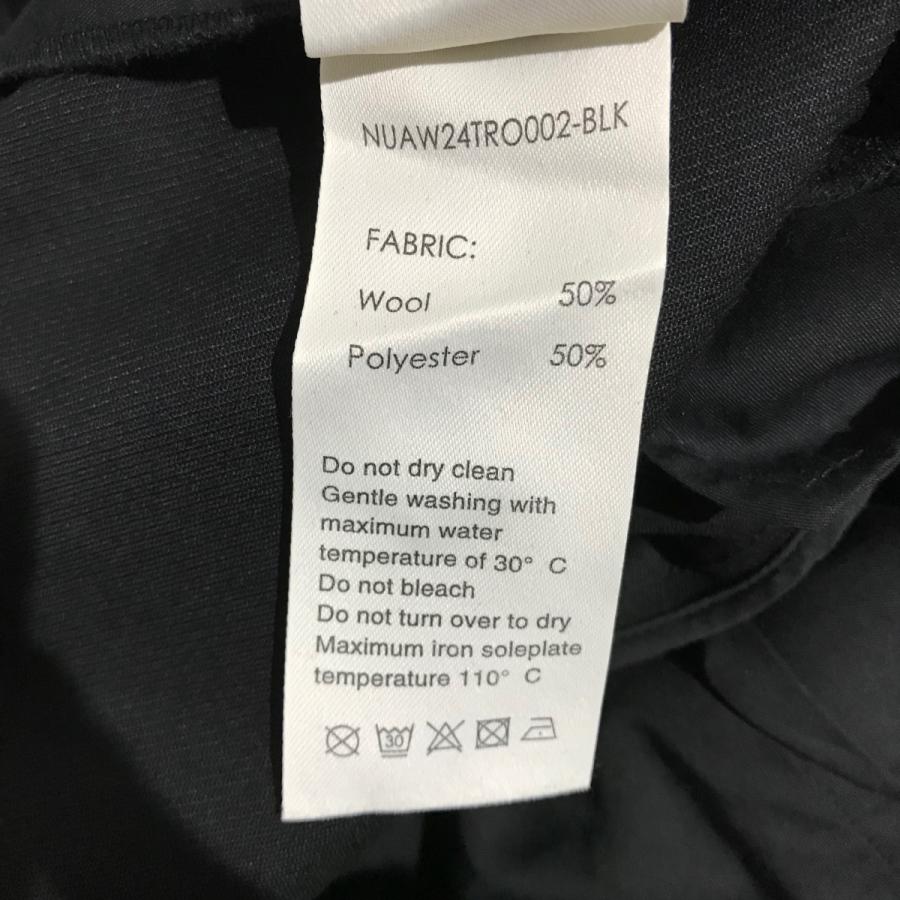 NUAW24TRO002-BLK
FABRIC:
Wool 50%
Polyester 50%
Do not dry clean
Gentle washing with
maximum water
temperature of 30° C
Do not bleach
Do not turn over to dry
Maximum iron soleplate
temperature 110° C
30